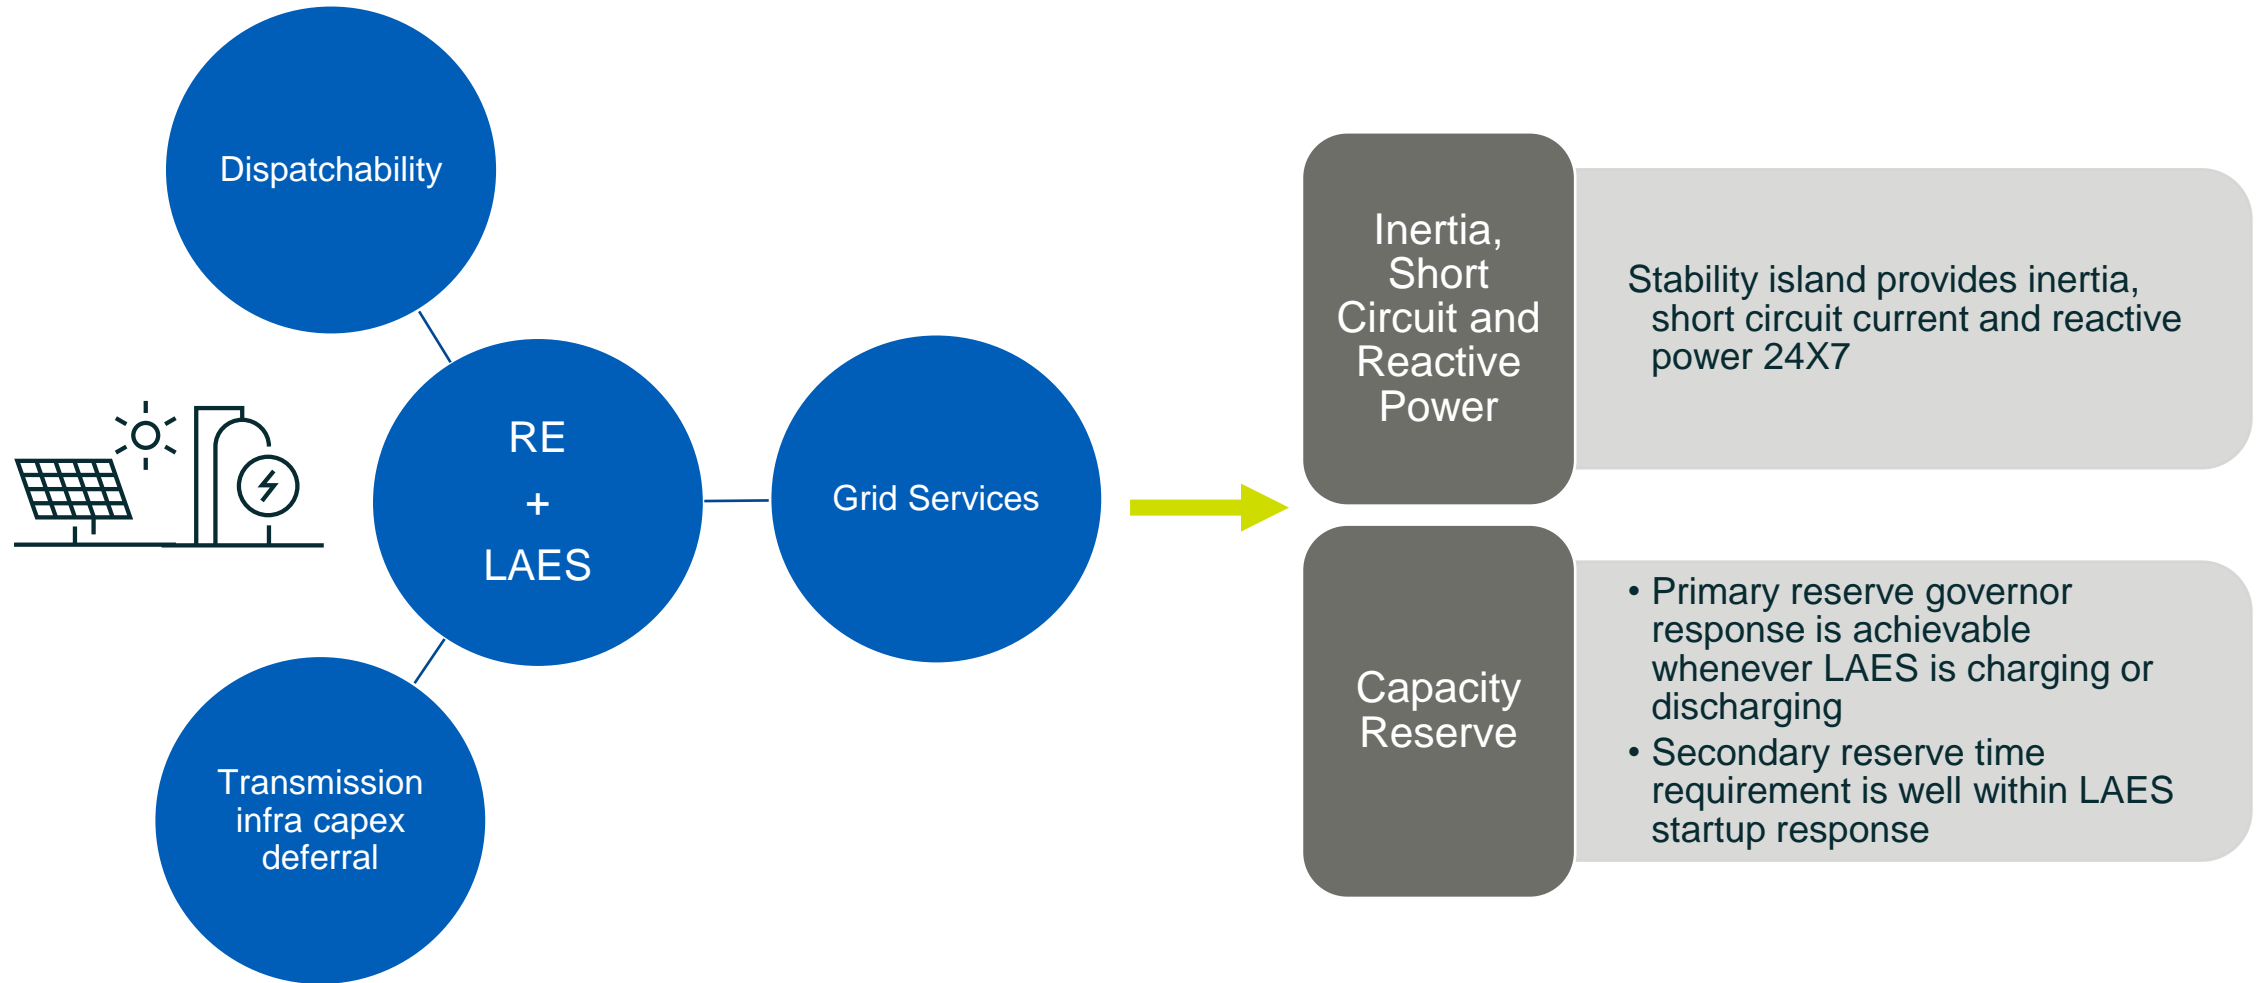 Dispatchability
RE
+
LAES
Grid Services
Transmission
infra capex
deferral
Inertia,
Short
Circuit and
Reactive
Power
Stability island provides inertia,
short circuit current and reactive
power 24X7
Capacity
Reserve
• Primary reserve governor
response is achievable
whenever LAES is charging or
discharging
• Secondary reserve time
requirement is well within LAES
startup response